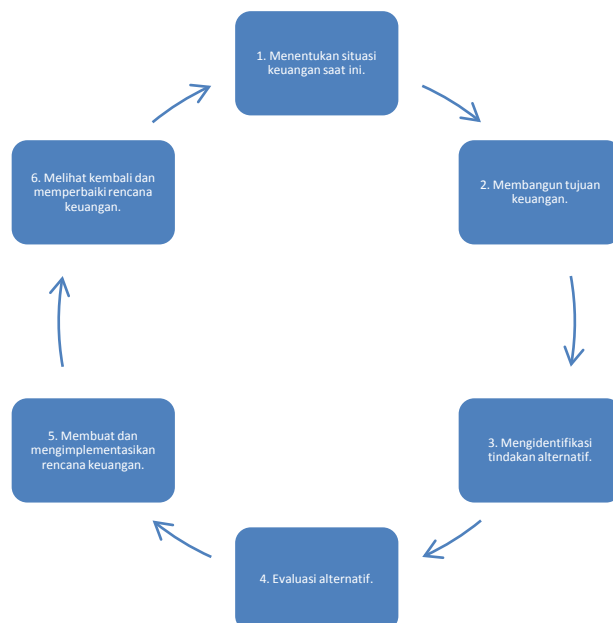 1. Menentukan situasi
keuangan saat ini.
2. Membangun tujuan
keuangan.
3. Mengidentifikasi
tindakan alternatif.
4. Evaluasi alternatif.
5. Membuat dan
mengimplementasikan
rencana keuangan.
6. Melihat kembali dan
memperbaiki rencana
keuangan.